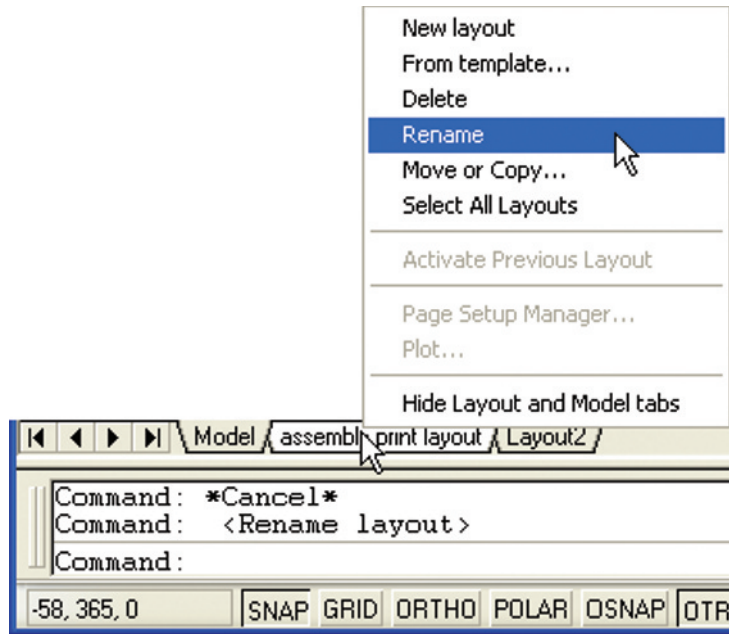 New layout
From template...
Delete
Rename
Move or Copy...
Select All Layouts
Activate Previous Layout
Page Setup Manager...
Plot...
Hide Layout and Model tabs
Model assembly print layout Layout2
Command: *Cancel*
Command: <Rename layout>
Command:
-58, 365, 0 SNAP GRID ORTHO POLAR OSNAP OTR